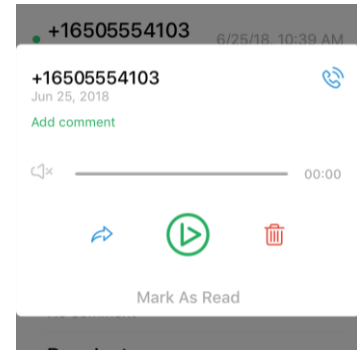 +16505554103
6/25/18, 10:39 AM
+16505554103
Jun 25, 2018
Add comment
00:00
Mark As Read